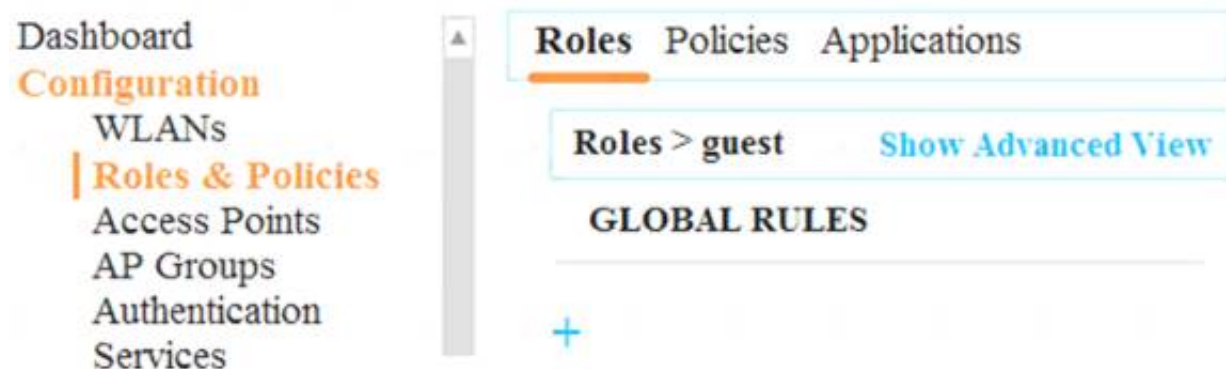 Dashboard
Configuration
WLANs
Roles & Policies
Access Points
AP Groups
Authentication
Services
Roles Policies Applications
Roles > guest Show Advanced View
GLOBAL RULES
+